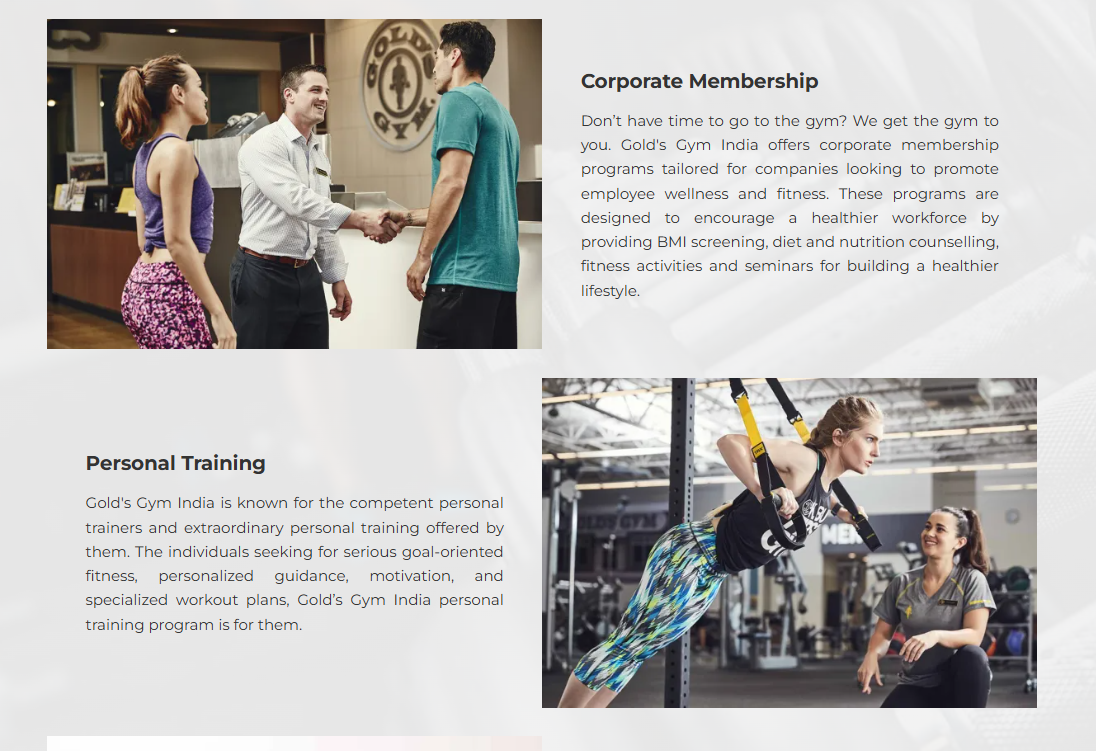 GOLD'S
GYM
Corporate Membership
Don’t have time to go to the gym? We get the gym to
you. Gold's Gym India offers corporate membership
programs tailored for companies looking to promote
employee wellness and fitness. These programs are
designed to encourage a healthier workforce by
providing BMI screening, diet and nutrition counselling,
fitness activities and seminars for building a healthier
lifestyle.
Personal Training
Gold's Gym India is known for the competent personal
trainers and extraordinary personal training offered by
them. The individuals seeking for serious goal-oriented
fitness, personalized guidance, motivation, and
specialized workout plans, Gold’s Gym India personal
training program is for them.
GOLD'S GYM
MEN